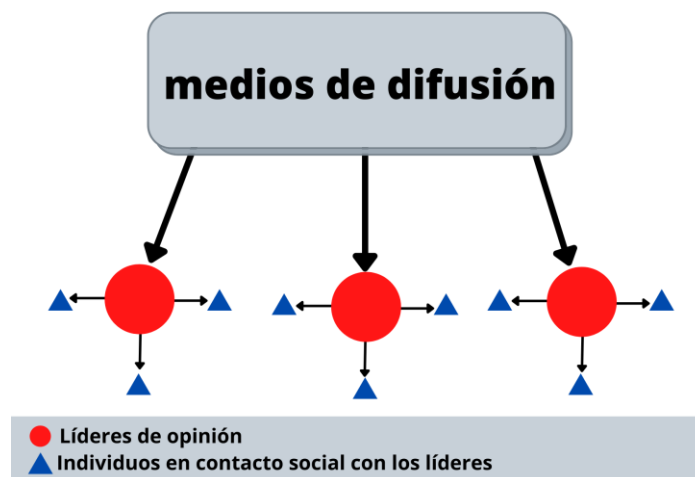 medios de difusión
Líderes de opinión
Individuos en contacto social con los líderes